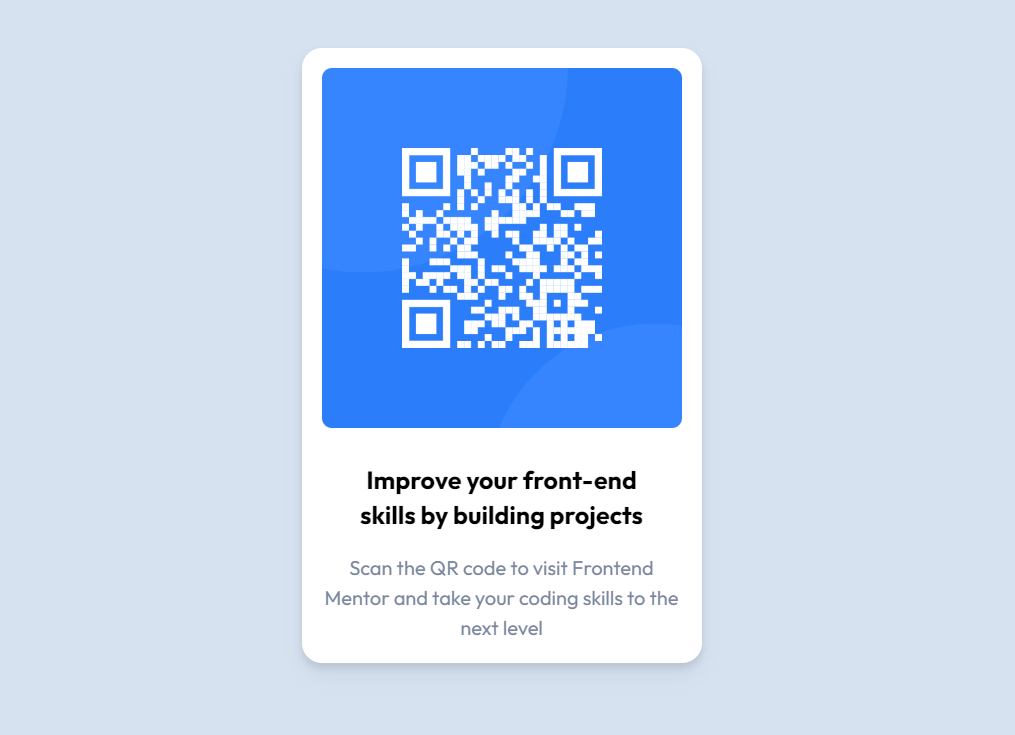 Improve your front-end
skills by building projects
Scan the QR code to visit Frontend
Mentor and take your coding skills to the
next level